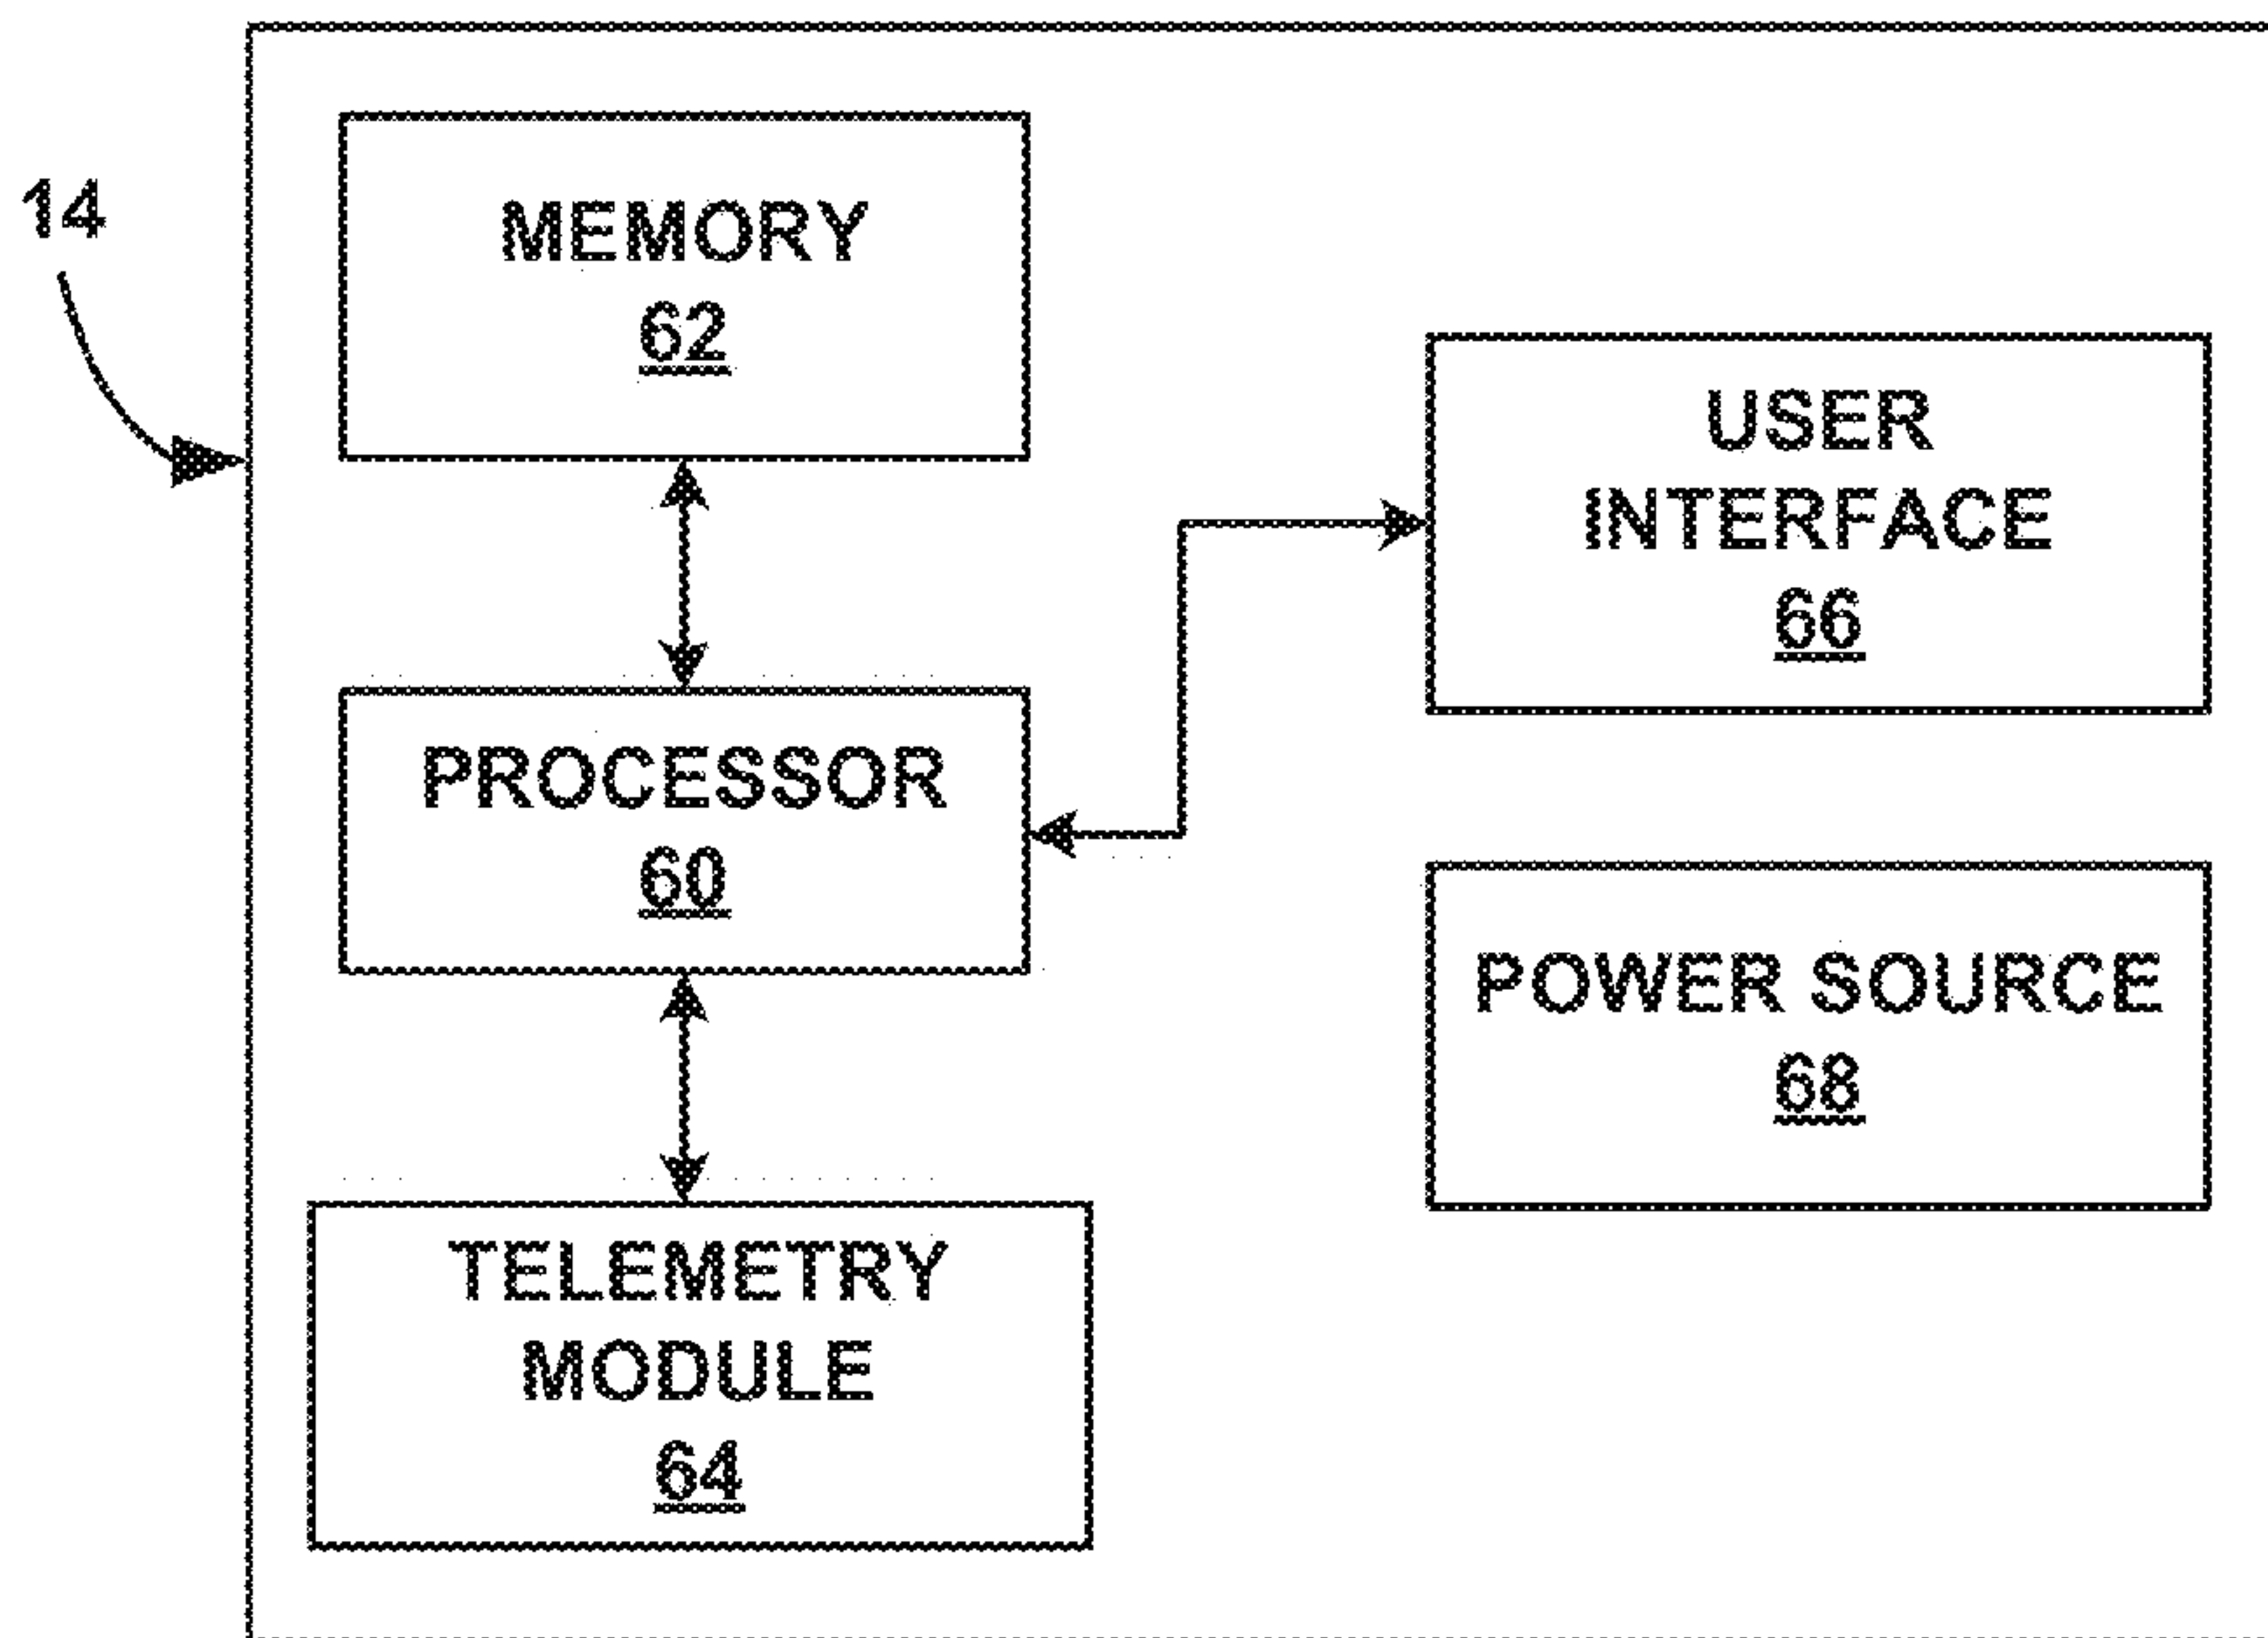 14
MEMORY
62
USER
INTERFACE
66
PROCESSOR
60
POWER SOURCE
68
TELEMETRY
MODULE
64